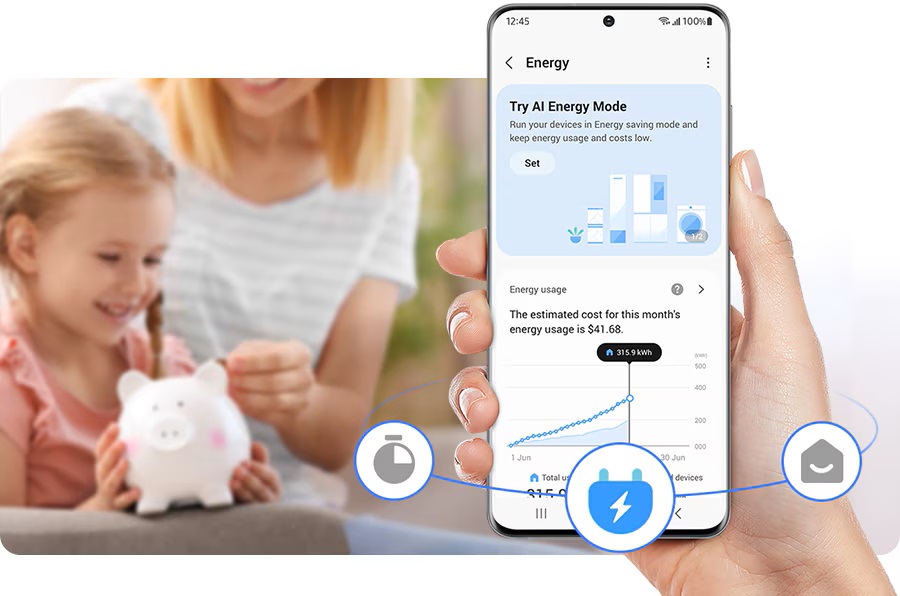 12:45
100%
Energy
Try AI Energy Mode
Run your devices in Energy saving mode and
keep energy usage and costs low.
Set
1/2
Energy usage
?
The estimated cost for this month's
energy usage is $41.68.
315.9 kWh
(kWh)
500
400
200
000
1 Jun
30 Jun
Total
devices
315.9